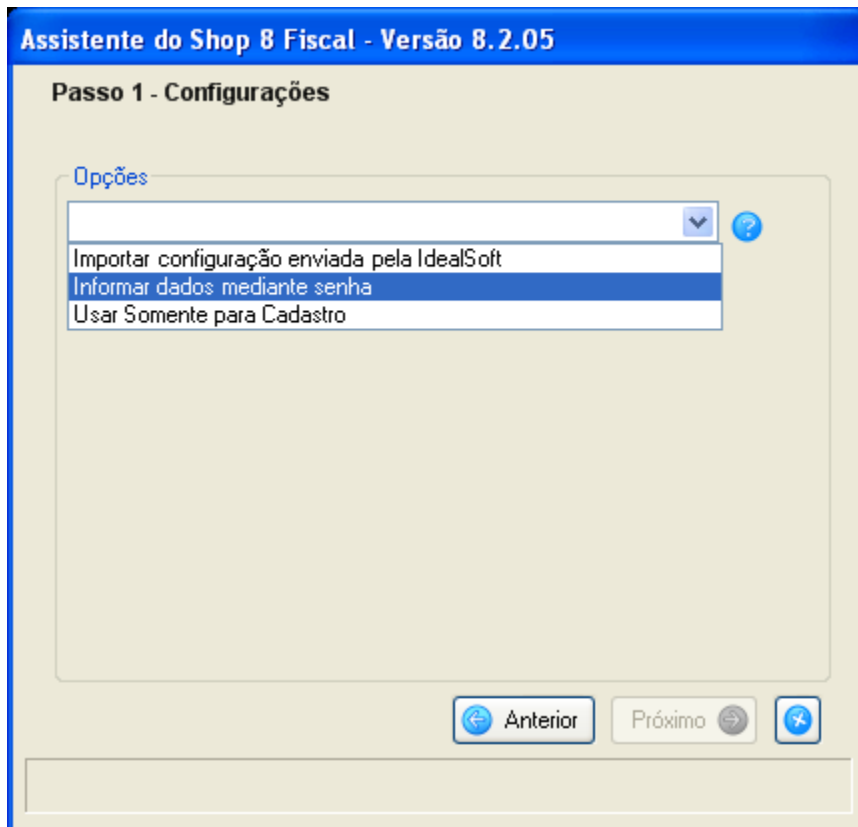 Assistente do Shop 8 Fiscal - Versão 8.2.05
Passo 1 - Configurações
Opções
?
Importar configuração enviada pela IdealSoft
Informar dados mediante senha
Usar Somente para Cadastro
Anterior
Próximo